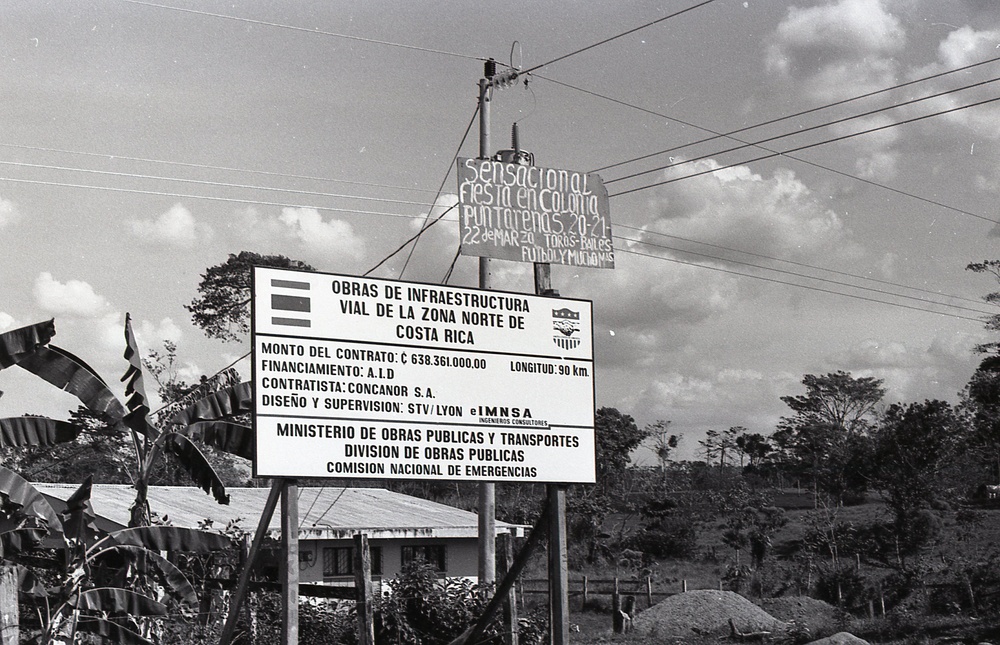 Sensacional
Fiesta en Colonia
Puntarenas. 20-21
22 de MARZO TOROS-BAILES
FUTBOL Y MUCHO MAS
OBRAS DE INFRAESTRUCTURA
VIAL DE LA ZONA NORTE DE
COSTA RICA
MONTO DEL CONTRATO: ₡ 638.361.000,00 LONGITUD: 90 km.
FINANCIAMIENTO: A.I.D
CONTRATISTA: CONCANOR S.A.
DISEÑO Y SUPERVISION: STV/LYON e IMNSA
INGENIEROS CONSULTORES
MINISTERIO DE OBRAS PUBLICAS Y TRANSPORTES
DIVISION DE OBRAS PUBLICAS
COMISION NACIONAL DE EMERGENCIAS